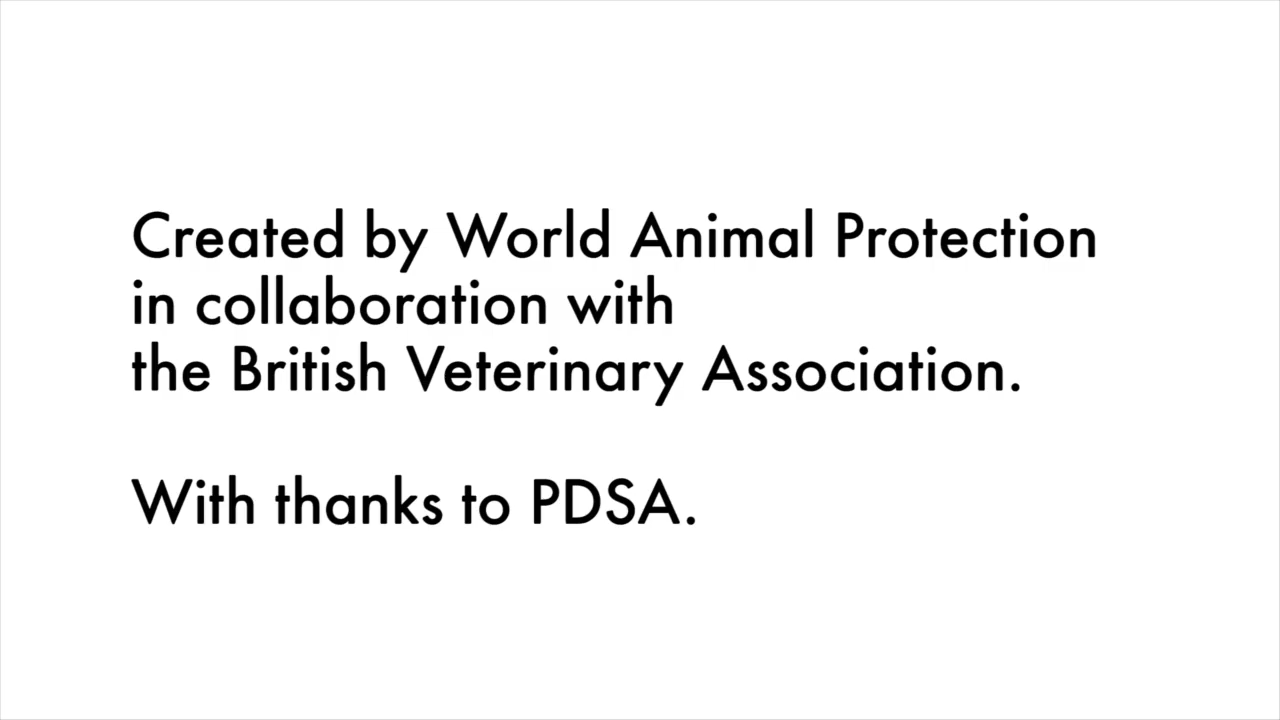 Created by World Animal Protection
in collaboration with
the British Veterinary Association.
With thanks to PDSA.